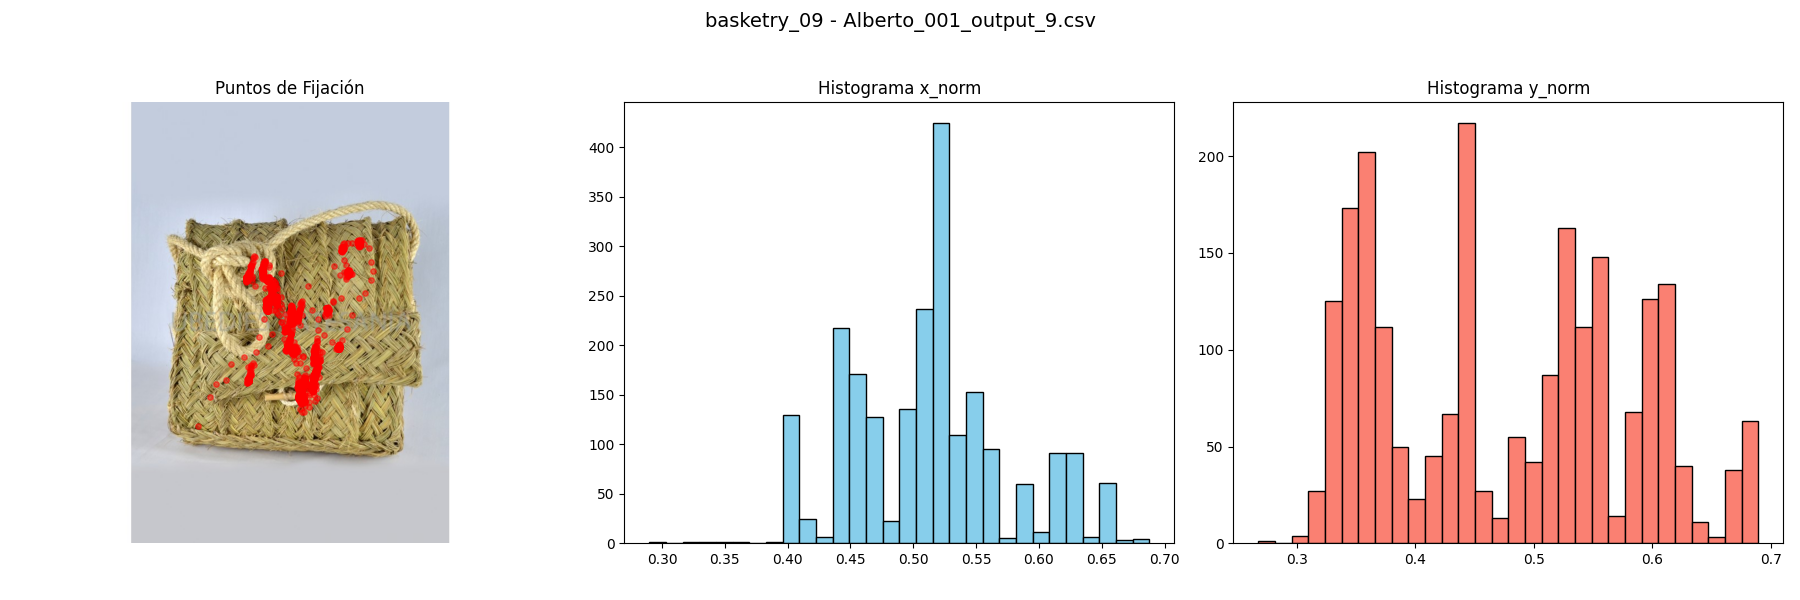 basketry_09 - Alberto_001_output_9.csv
Puntos de Fijación
Histograma x_norm
400
350
300
250
200
150
100
50
0
0.30 0.35 0.40 0.45 0.50 0.55 0.60 0.65 0.70
Histograma y_norm
200
150
100
50
0
0.3 0.4 0.5 0.6 0.7